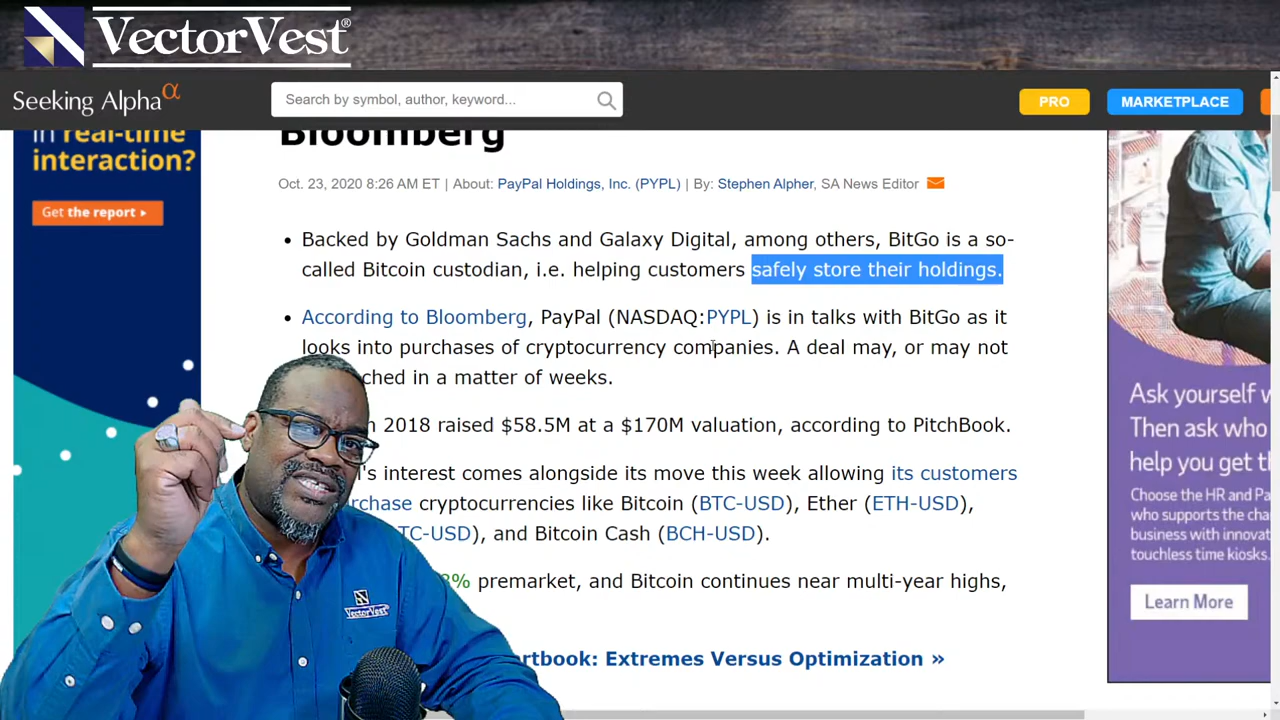 VectorVest®
Seeking Alpha α
Search by symbol, author, keyword...
PRO
MARKETPLACE
in real-time
interaction?
Get the report ▸
Bloomberg
Oct. 23, 2020 8:26 AM ET | About: PayPal Holdings, Inc. (PYPL) | By: Stephen Alpher, SA News Editor
• Backed by Goldman Sachs and Galaxy Digital, among others, BitGo is a so-
called Bitcoin custodian, i.e. helping customers safely store their holdings.
• According to Bloomberg, PayPal (NASDAQ:PYPL) is in talks with BitGo as it
looks into purchases of cryptocurrency companies. A deal may, or may not
ched in a matter of weeks.
2018 raised $58.5M at a $170M valuation, according to PitchBook.
's interest comes alongside its move this week allowing its customers
rchase cryptocurrencies like Bitcoin (BTC-USD), Ether (ETH-USD),
TC-USD), and Bitcoin Cash (BCH-USD).
% premarket, and Bitcoin continues near multi-year highs,
rtbook: Extremes Versus Optimization »
Ask yourself
Then ask who
help you get
Choose the HR and
who supports the
business with
touchless time kiosks.
Learn More
VectorVest